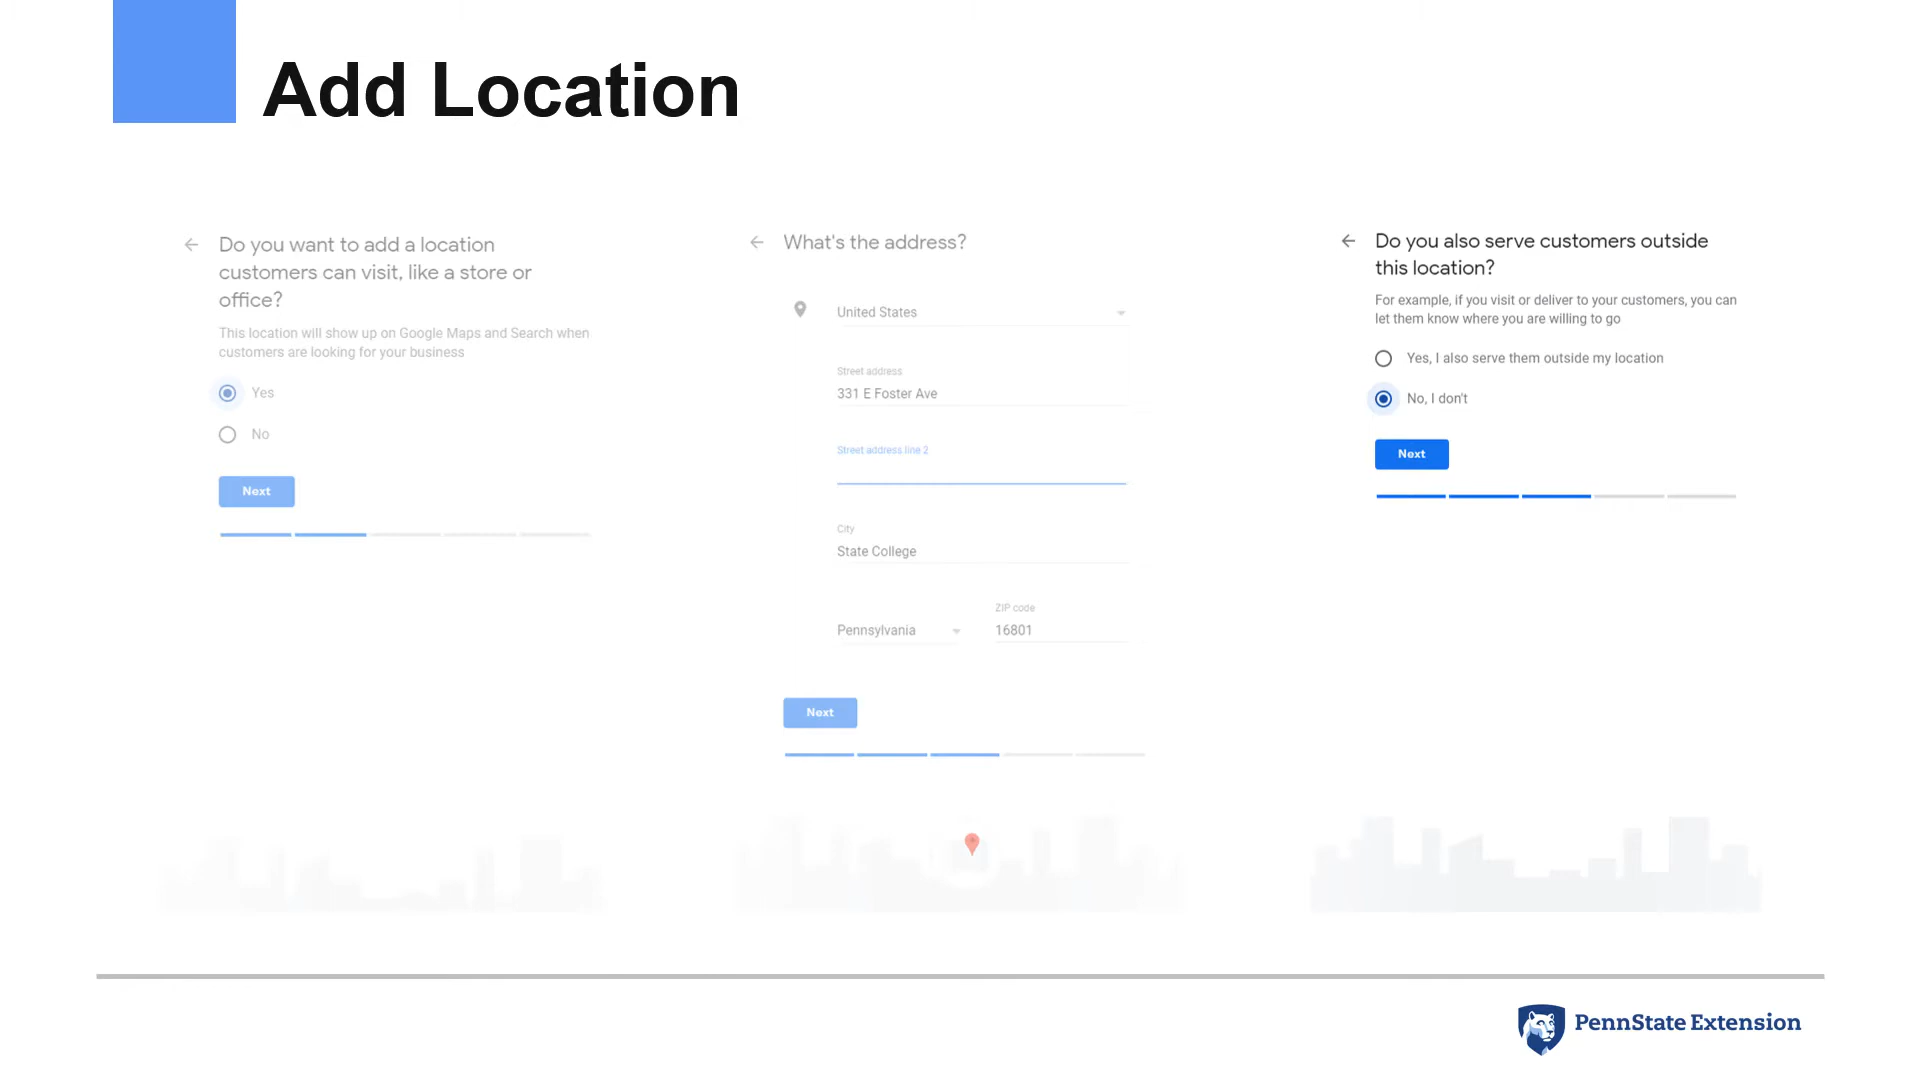 Add Location
Do you want to add a location
customers can visit, like a store or
office?
This location will show up on Google Maps and Search when
customers are looking for your business
Yes
No
Next
What's the address?
United States
Street address
331 E Foster Ave
Street address line 2
City
State College
Pennsylvania
ZIP code
16801
Next
Do you also serve customers outside
this location?
For example, if you visit or deliver to your customers, you can
let them know where you are willing to go
Yes, I also serve them outside my location
No, I don't
Next
PennState Extension